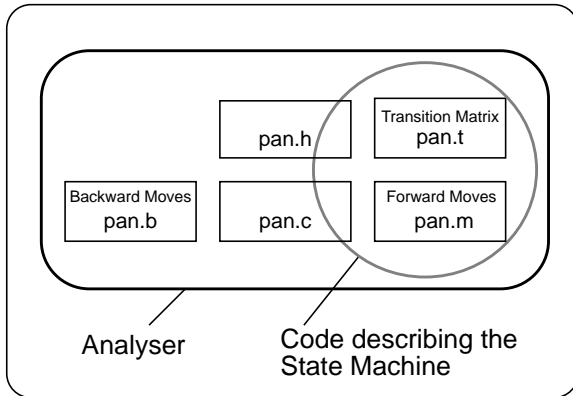 pan.h
Transition Matrix
pan.t
Backward Moves
pan.b
pan.c
Forward Moves
pan.m
Analyser
Code describing the
State Machine